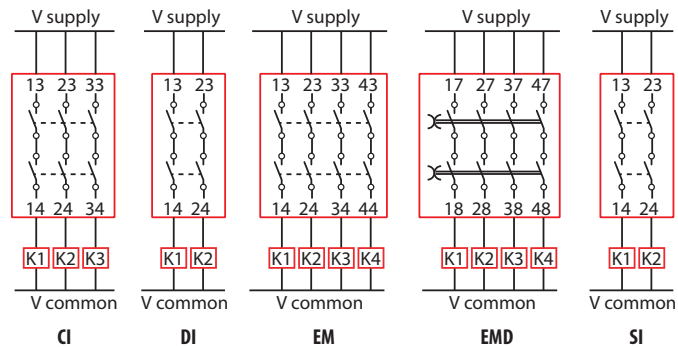 V supply V supply V supply V supply V supply
13 23 33 13 23 13 23 33 43 17 27 37 47 13 23
14 24 34 14 24 14 24 34 44 18 28 38 48 14 24
K1 K2 K3 K1 K2 K1 K2 K3 K4 K1 K2 K3 K4 K1 K2
V common V common V common V common V common
CI DI EM EMD SI